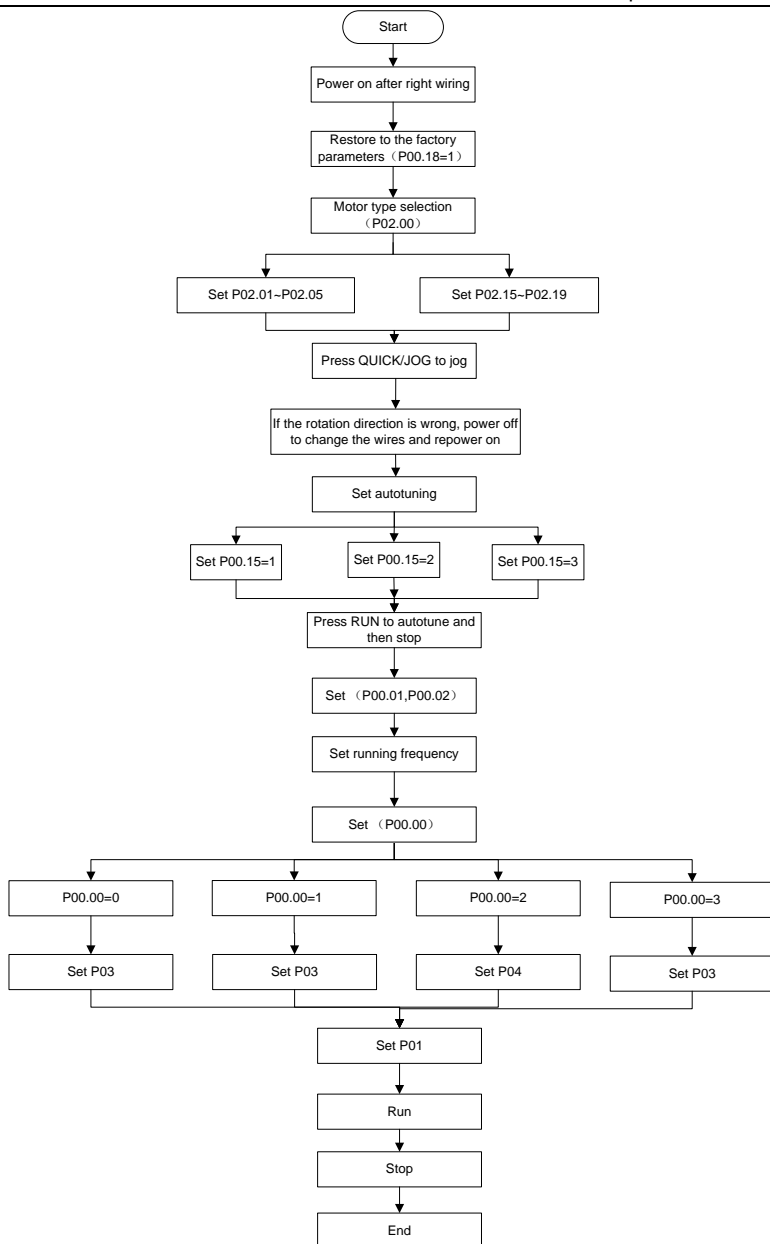 Start
Power on after right wiring
Restore to the factory
parameters（P00.18=1）
Motor type selection
（P02.00）
Set P02.01~P02.05
Set P02.15~P02.19
Press QUICK/JOG to jog
If the rotation direction is wrong, power off
to change the wires and repower on
Set autotuning
Set P00.15=1
Set P00.15=2
Set P00.15=3
Press RUN to autotune and
then stop
Set （P00.01,P00.02）
Set running frequency
Set （P00.00）
P00.00=0
P00.00=1
P00.00=2
P00.00=3
Set P03
Set P03
Set P04
Set P03
Set P01
Run
Stop
End